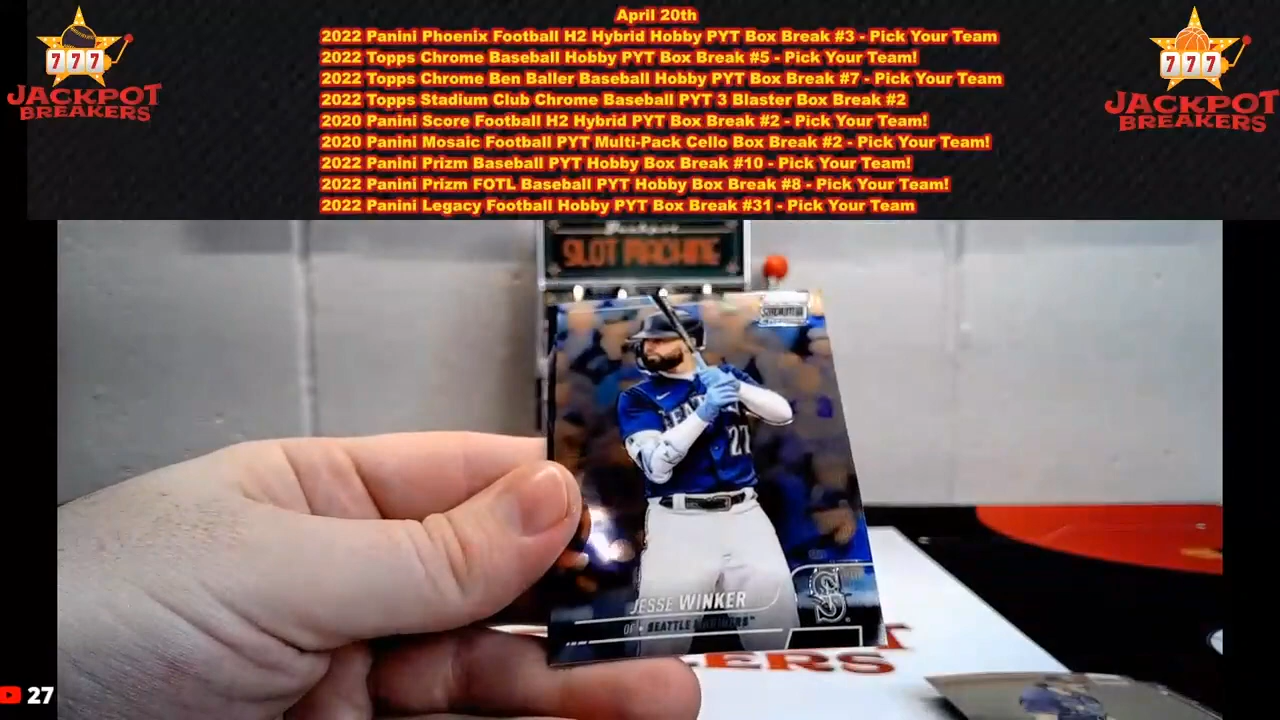 April 20th
2022 Panini Phoenix Football H2 Hybrid Hobby PYT Box Break #3 - Pick Your Team
2022 Topps Chrome Baseball Hobby PYT Box Break #5 - Pick Your Team!
2022 Topps Chrome Ben Baller Baseball Hobby PYT Box Break #7 - Pick Your Team
2022 Topps Stadium Club Chrome Baseball PYT 3 Blaster Box Break #2
2020 Panini Score Football H2 Hybrid PYT Box Break #2 - Pick Your Team!
2020 Panini Mosaic Football PYT Multi-Pack Cello Box Break #2 - Pick Your Team!
2022 Panini Prizm Baseball PYT Hobby Box Break #10 - Pick Your Team!
2022 Panini Prizm FOTL Baseball PYT Hobby Box Break #8 - Pick Your Team!
2022 Panini Legacy Football Hobby PYT Box Break #31 - Pick Your Team
777
JACKPOT
BREAKERS
777
JACKPOT
BREAKERS
SLOT MACHINE
27
JESSE WINKER
OF • SEATTLE MARINERS™
S
27